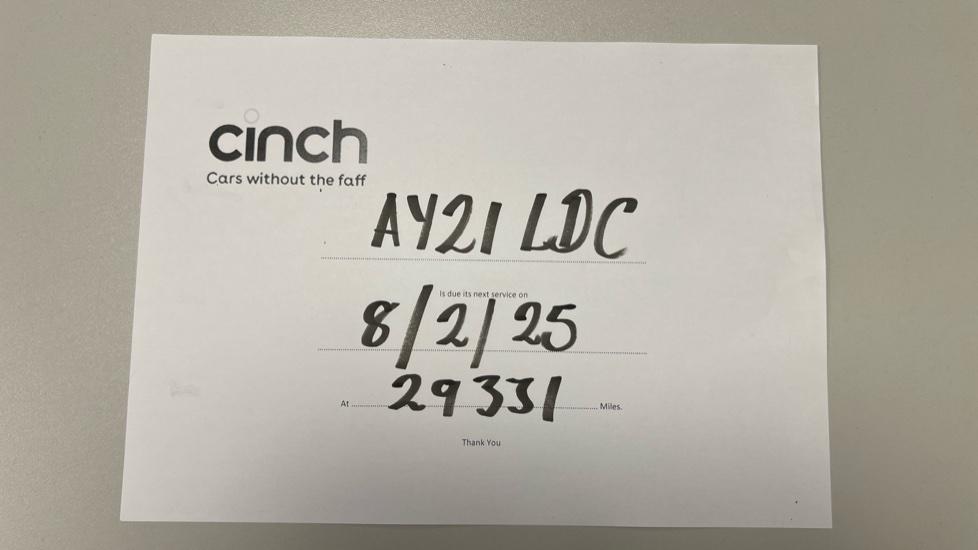 cinch
Cars without the faff
AY21 LDC
Is due its next service on
8/2/25
At 29331 Miles.
Thank You